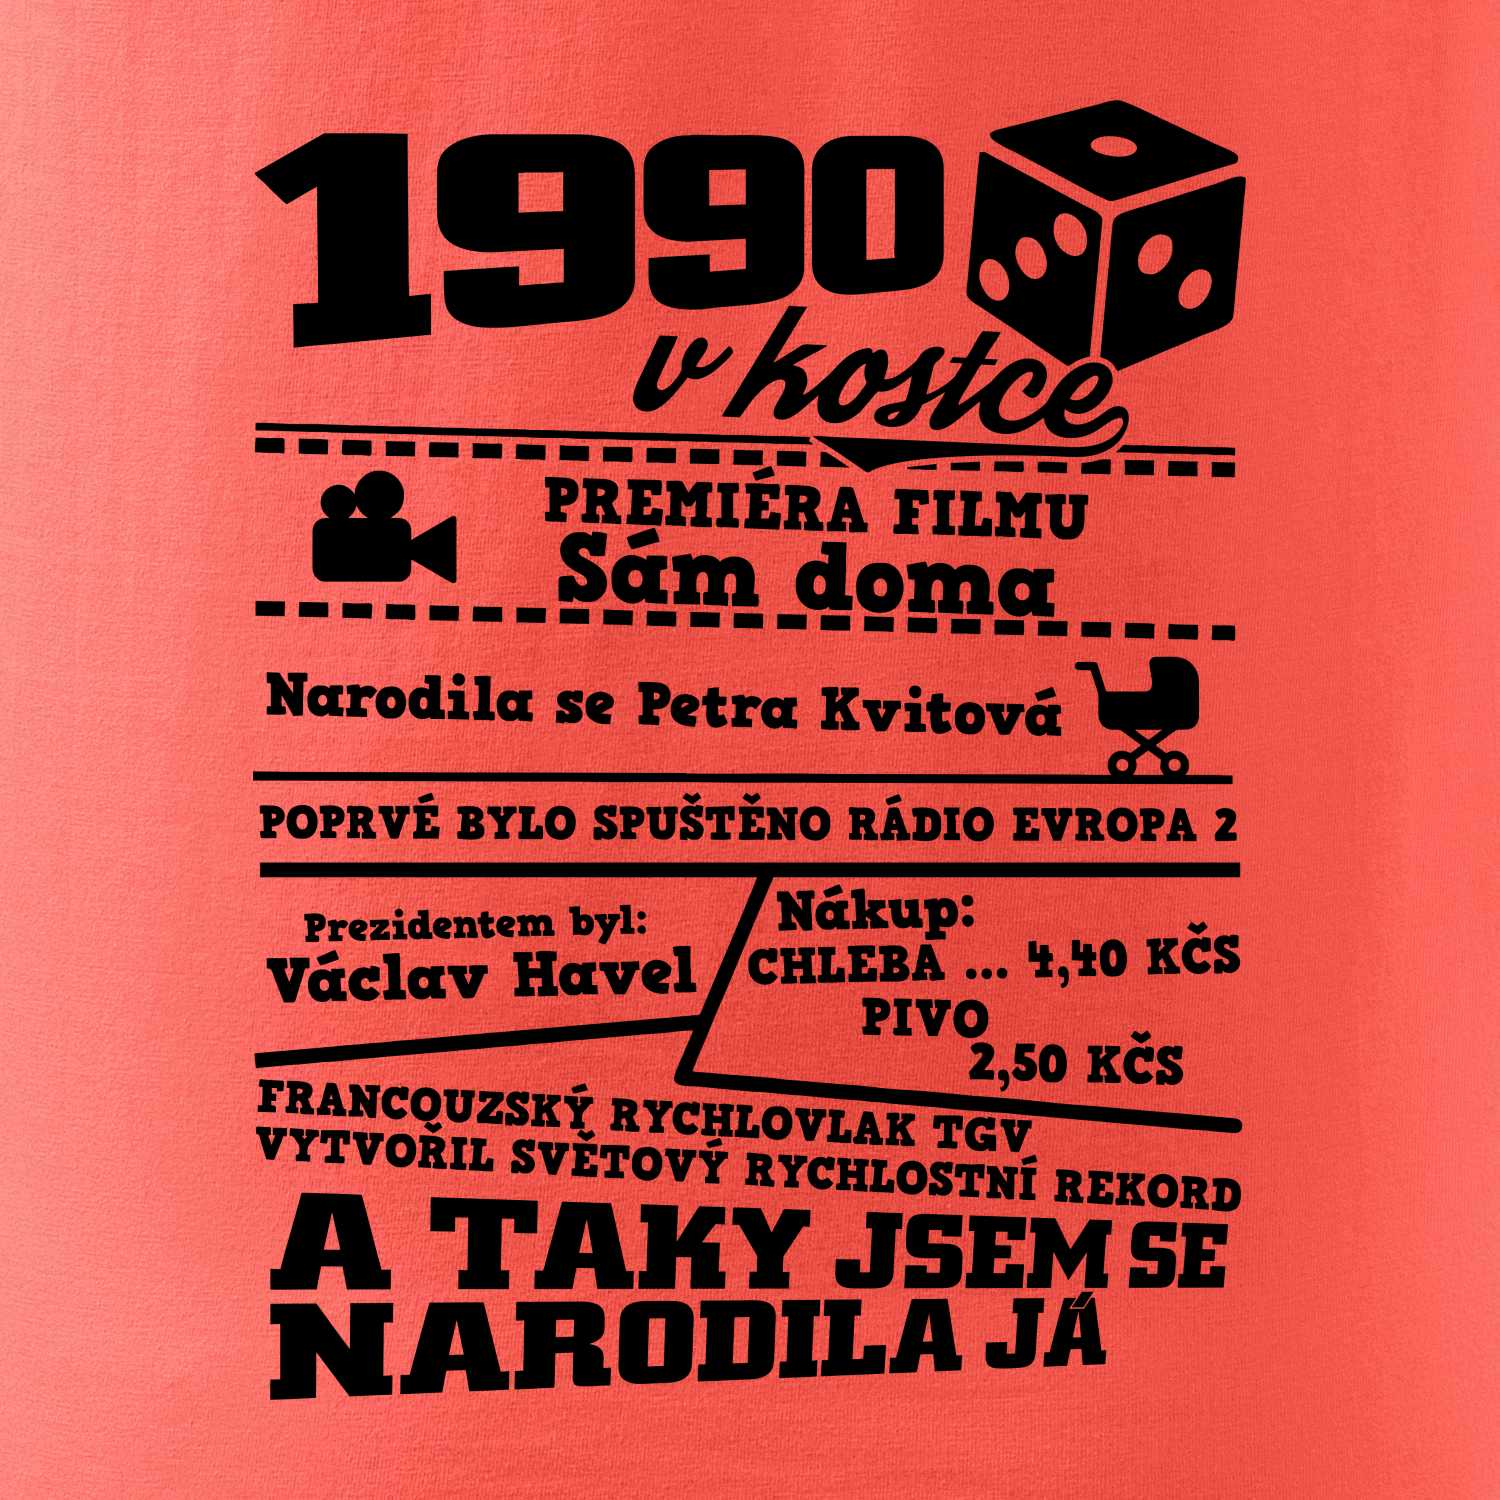 1990
v kostce
PREMIÉRA FILMU
Sám doma
Narodila se Petra Kvitová
POPRVÉ BYLO SPUŠTĚNO RÁDIO EVROPA 2
Prezidentem byl:
Václav Havel
Nákup:
CHLEBA ... 4,40 KČS
PIVO
2,50 KČS
FRANCOUZSKÝ RYCHLOVLAK TGV
VYTVOŘIL SVĚTOVÝ RYCHLOSTNÍ REKORD
A TAKY JSEM SE
NARODILA JÁ